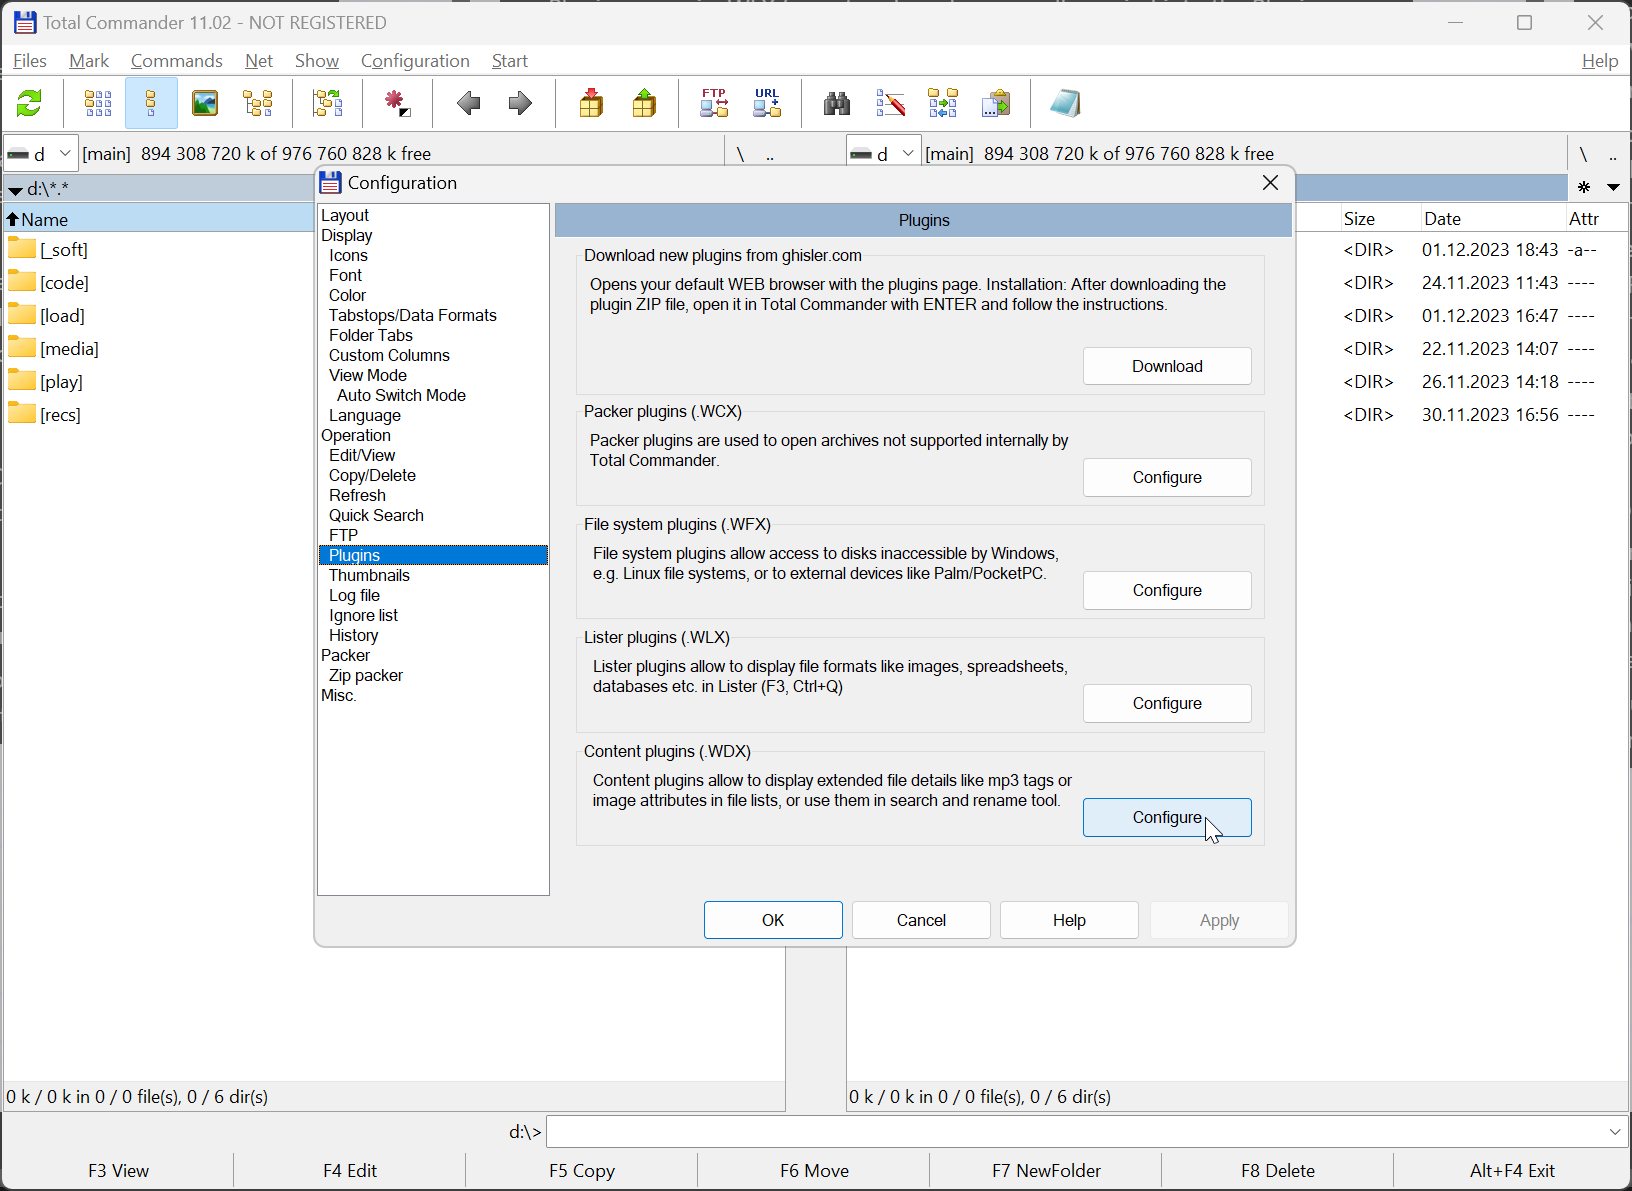 Total Commander 11.02 - NOT REGISTERED
Files Mark Commands Net Show Configuration Start Help
FTP URL
d [main] 894 308 720 k of 976 760 828 k free \ ..
d [main] 894 308 720 k of 976 760 828 k free \ ..
d:\*.*
Name
[_soft]
[code]
[load]
[media]
[play]
[recs]
Configuration
Layout
Display
Icons
Font
Color
Tabstops/Data Formats
Folder Tabs
Custom Columns
View Mode
Auto Switch Mode
Language
Operation
Edit/View
Copy/Delete
Refresh
Quick Search
FTP
Plugins
Thumbnails
Log file
Ignore list
History
Packer
Zip packer
Misc.
Plugins
Download new plugins from ghisler.com
Opens your default WEB browser with the plugins page. Installation: After downloading the
plugin ZIP file, open it in Total Commander with ENTER and follow the instructions.
Download
Packer plugins (.WCX)
Packer plugins are used to open archives not supported internally by
Total Commander.
Configure
File system plugins (.WFX)
File system plugins allow access to disks inaccessible by Windows,
e.g. Linux file systems, or to external devices like Palm/PocketPC.
Configure
Lister plugins (.WLX)
Lister plugins allow to display file formats like images, spreadsheets,
databases etc. in Lister (F3, Ctrl+Q)
Configure
Content plugins (.WDX)
Content plugins allow to display extended file details like mp3 tags or
image attributes in file lists, or use them in search and rename tool.
Configure
OK Cancel Help Apply
Size Date Attr
<DIR> 01.12.2023 18:43 -a--
<DIR> 24.11.2023 11:43 ----
<DIR> 01.12.2023 16:47 ----
<DIR> 22.11.2023 14:07 ----
<DIR> 26.11.2023 14:18 ----
<DIR> 30.11.2023 16:56 ----
0 k / 0 k in 0 / 0 file(s), 0 / 6 dir(s)
0 k / 0 k in 0 / 0 file(s), 0 / 6 dir(s)
d:\>
F3 View F4 Edit F5 Copy F6 Move F7 NewFolder F8 Delete Alt+F4 Exit